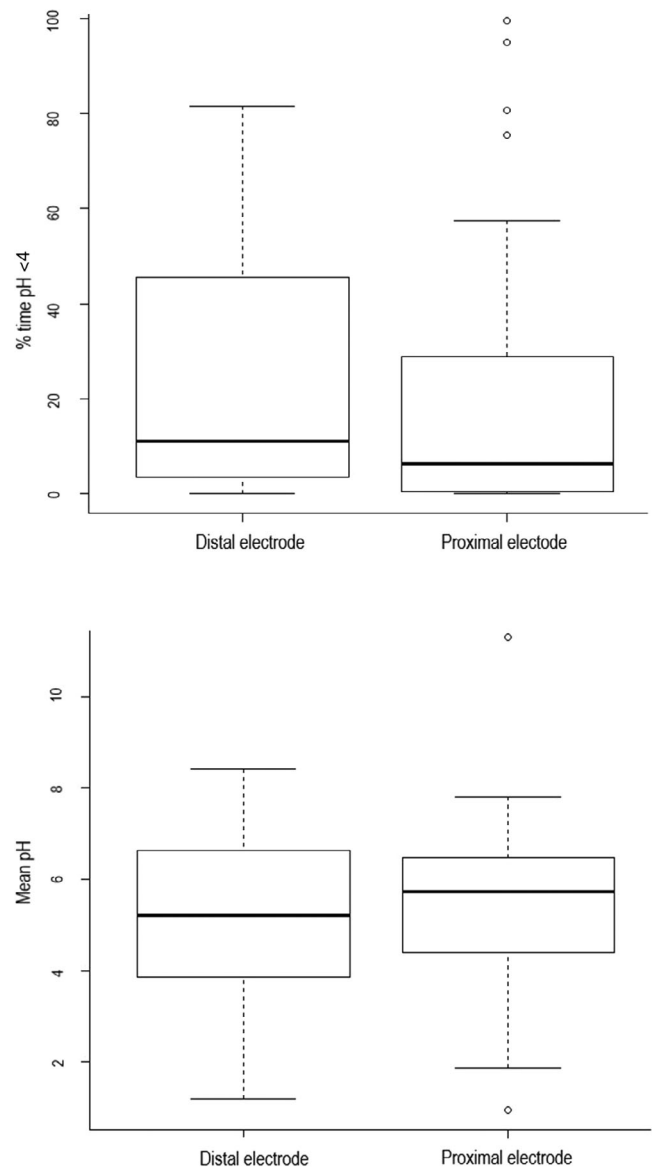 100
80
60
40
20
0
% time pH <4
Distal electrode
Proximal electode
10
8
6
4
2
Mean pH
Distal electrode
Proximal electrode